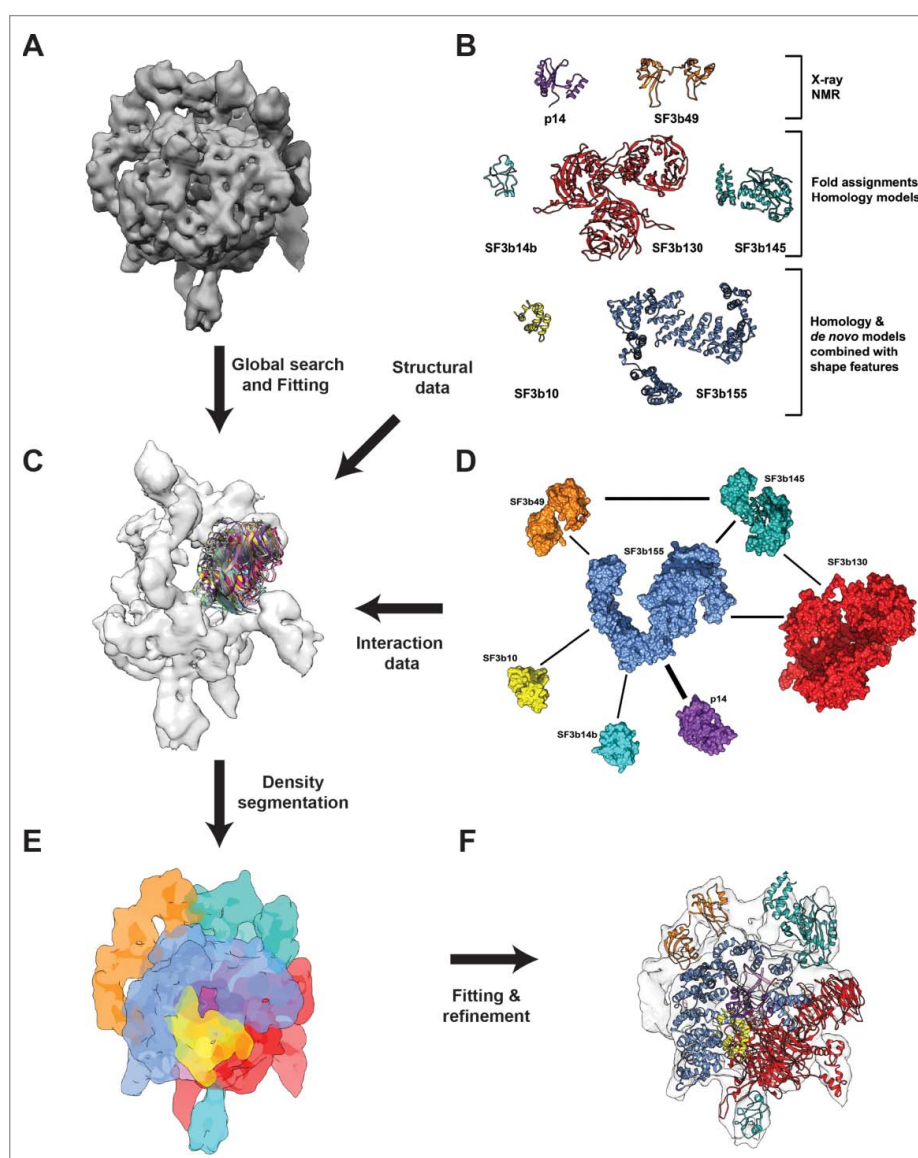 A
B
p14
SF3b49
X-ray
NMR
SF3b14b
SF3b130
SF3b145
Fold assignments
Homology models
SF3b10
SF3b155
Homology &
de novo models
combined with
shape features
Global search
and Fitting
Structural
data
C
D
SF3b49
SF3b145
SF3b155
SF3b130
Interaction
data
SF3b10
p14
SF3b14b
Density
segmentation
E
F
Fitting &
refinement